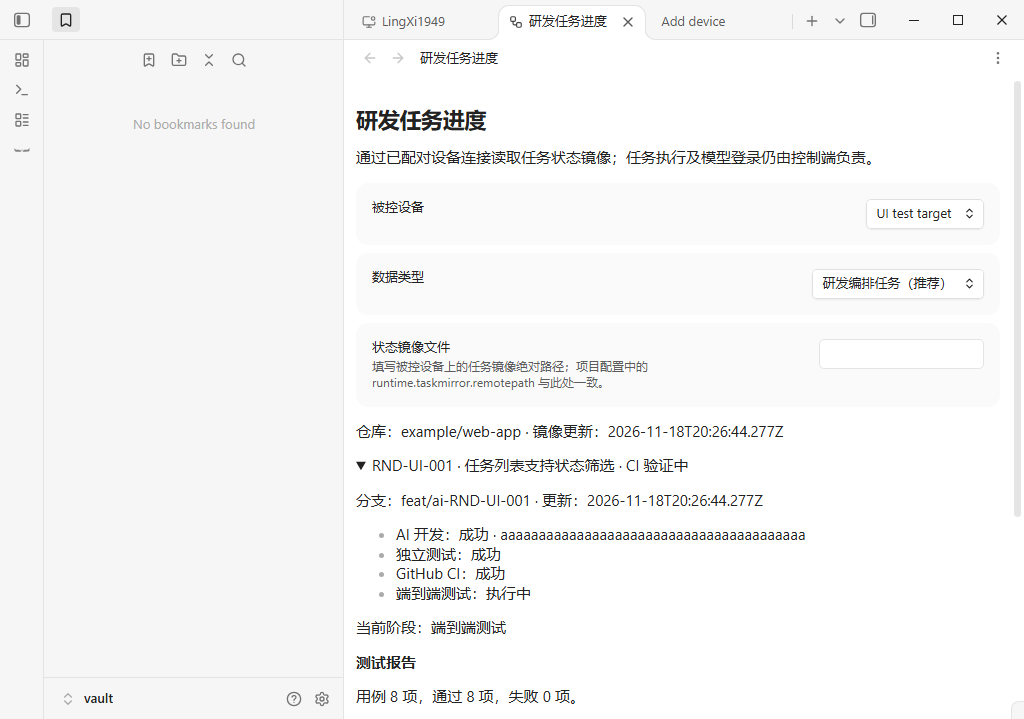 LingXi1949
研发任务进度
Add device
研发任务进度
No bookmarks found
研发任务进度
通过已配对设备连接读取任务状态镜像；任务执行及模型登录仍由控制端负责。
被控设备
UI test target
数据类型
研发编排任务（推荐）
状态镜像文件
填写被控设备上的任务镜像绝对路径；项目配置中的
runtime.taskmirror.remotepath 与此处一致。
仓库：example/web-app · 镜像更新：2026-11-18T20:26:44.277Z
▼ RND-UI-001 · 任务列表支持状态筛选 · CI 验证中
分支：feat/ai-RND-UI-001 · 更新：2026-11-18T20:26:44.277Z
AI 开发：成功 · aaaaaaaaaaaaaaaaaaaaaaaaaaaaaaaaaaaaaaaa
独立测试：成功
GitHub CI：成功
端到端测试：执行中
当前阶段：端到端测试
测试报告
用例 8 项，通过 8 项，失败 0 项。
vault